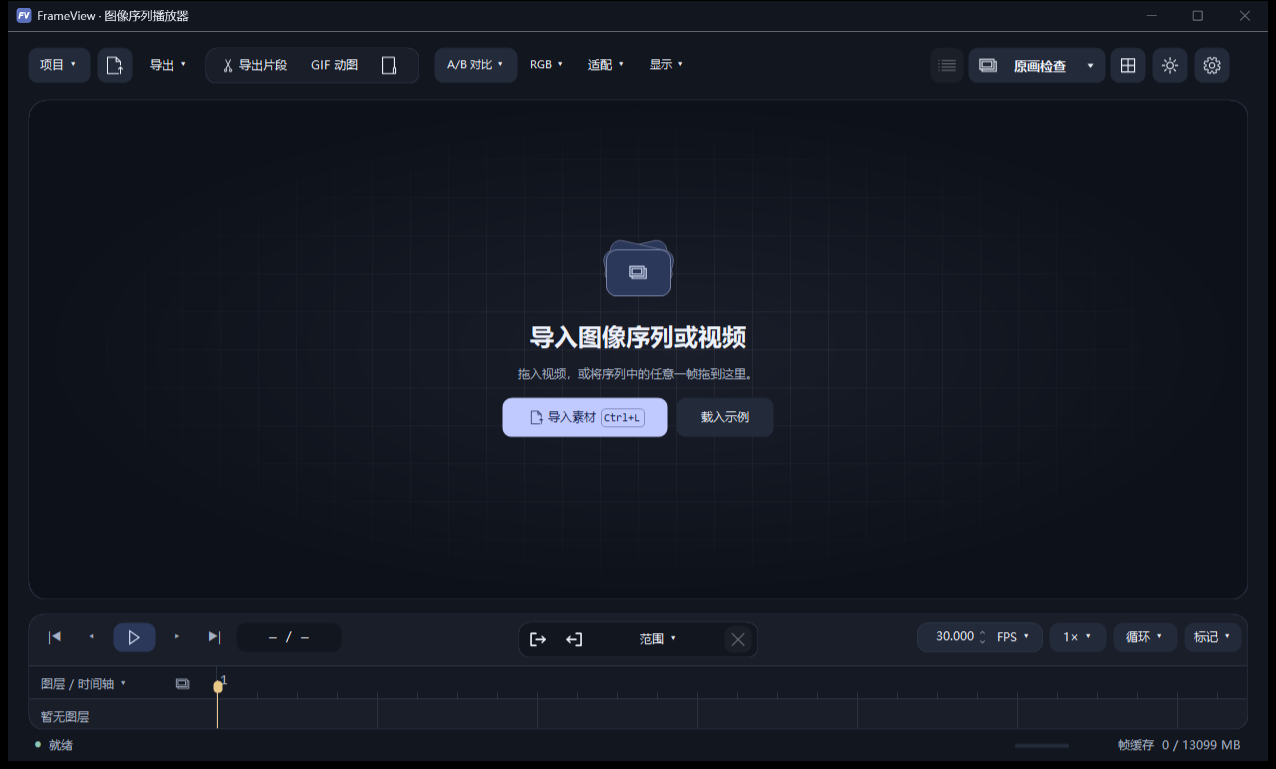 FV FrameView · 图像序列播放器
项目 导出 导出片段 GIF 动图 A/B 对比 RGB 适配 显示 原画检查
导入图像序列或视频
拖入视频，或将序列中的任意一帧拖到这里。
导入素材 Ctrl+L 载入示例
– / – 范围 30.000 FPS 1× 循环 标记
图层 / 时间轴 1
暂无图层
就绪 帧缓存 0 / 13099 MB